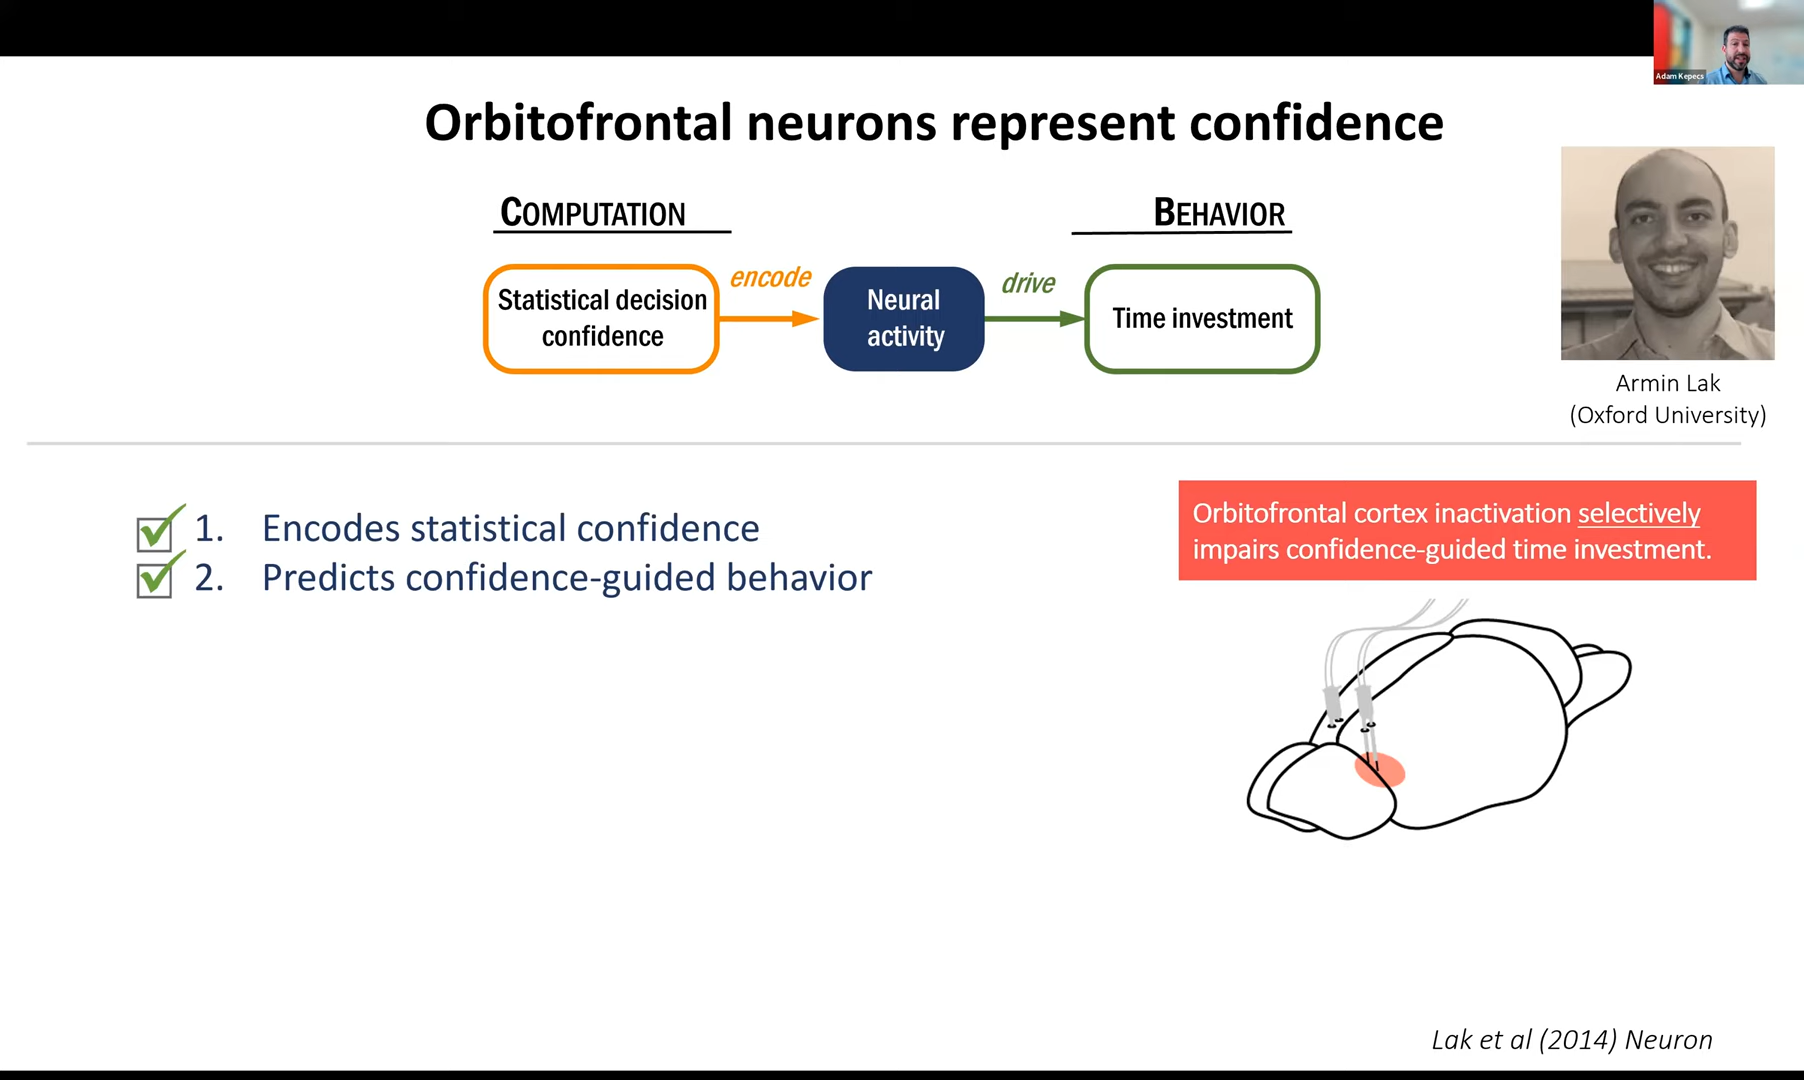 Adam Kepecs
Orbitofrontal neurons represent confidence
COMPUTATION
BEHAVIOR
Statistical decision
confidence
encode
Neural
activity
drive
Time investment
Armin Lak
(Oxford University)
1. Encodes statistical confidence
2. Predicts confidence-guided behavior
Orbitofrontal cortex inactivation selectively
impairs confidence-guided time investment.
Lak et al (2014) Neuron